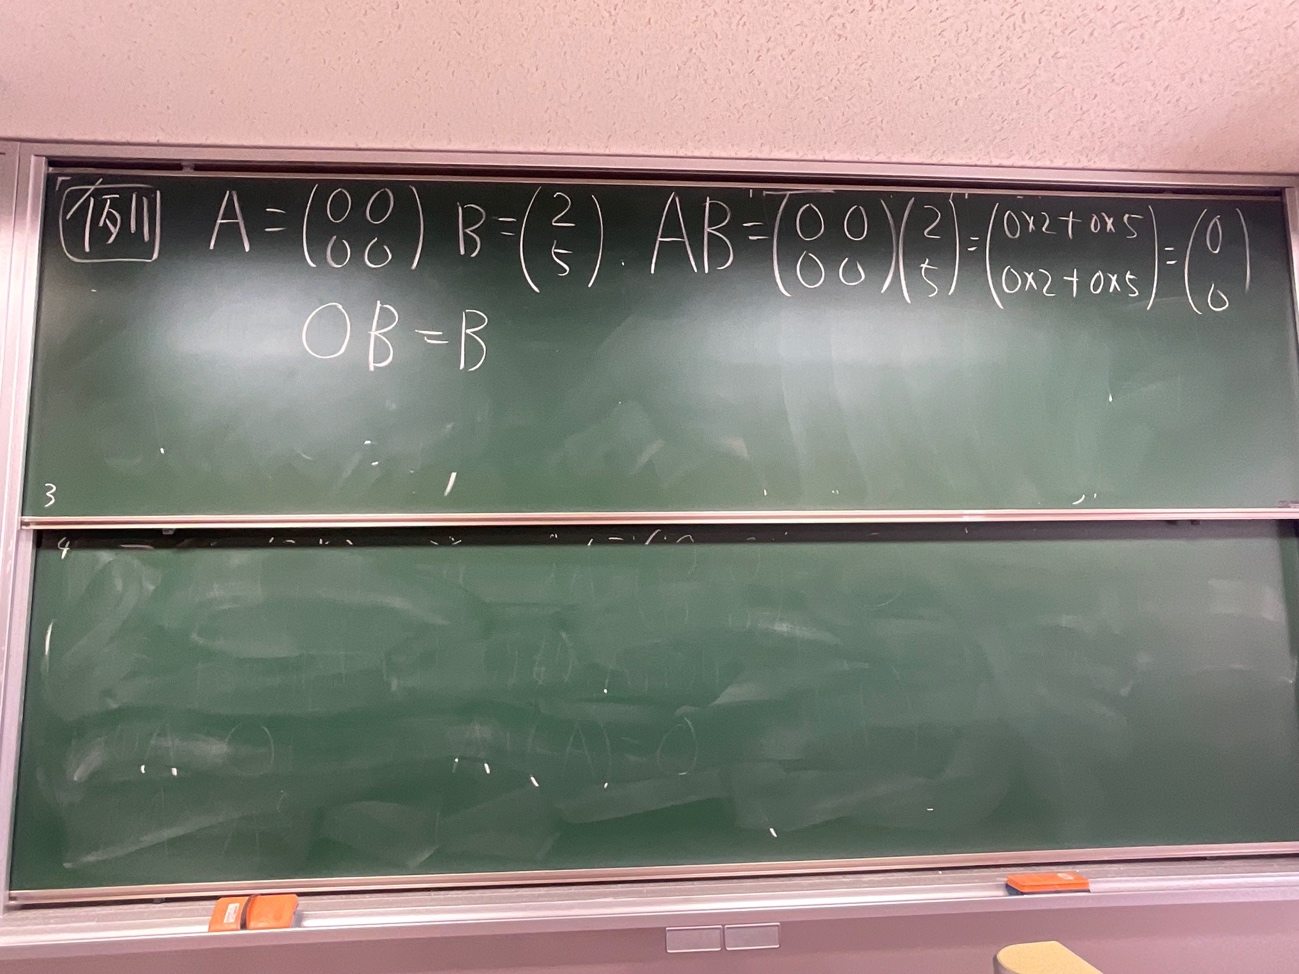 例 A = (0 0 0 0) B = (2 5). AB = (0 0 0 0)(2 5) = (0×2+0×5 0×2+0×5) = (0 0)
OB = B
3
4